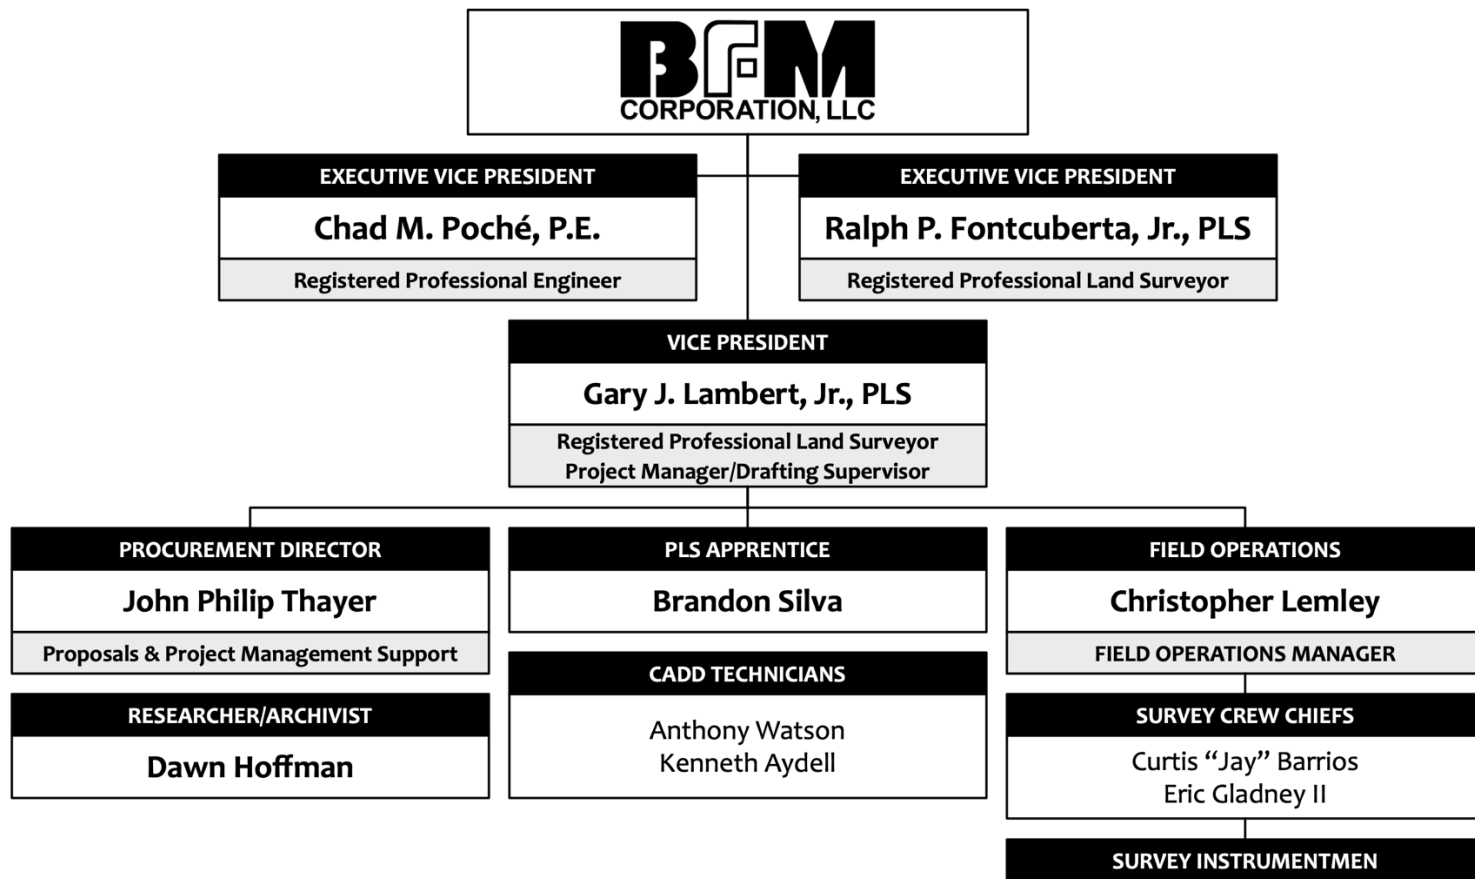 BFM
CORPORATION, LLC
EXECUTIVE VICE PRESIDENT
Chad M. Poché, P.E.
Registered Professional Engineer
EXECUTIVE VICE PRESIDENT
Ralph P. Fontcuberta, Jr., PLS
Registered Professional Land Surveyor
VICE PRESIDENT
Gary J. Lambert, Jr., PLS
Registered Professional Land Surveyor
Project Manager/Drafting Supervisor
PROCUREMENT DIRECTOR
John Philip Thayer
Proposals & Project Management Support
RESEARCHER/ARCHIVIST
Dawn Hoffman
PLS APPRENTICE
Brandon Silva
CADD TECHNICIANS
Anthony Watson
Kenneth Aydell
FIELD OPERATIONS
Christopher Lemley
FIELD OPERATIONS MANAGER
SURVEY CREW CHIEFS
Curtis “Jay” Barrios
Eric Gladney II
SURVEY INSTRUMENTMEN